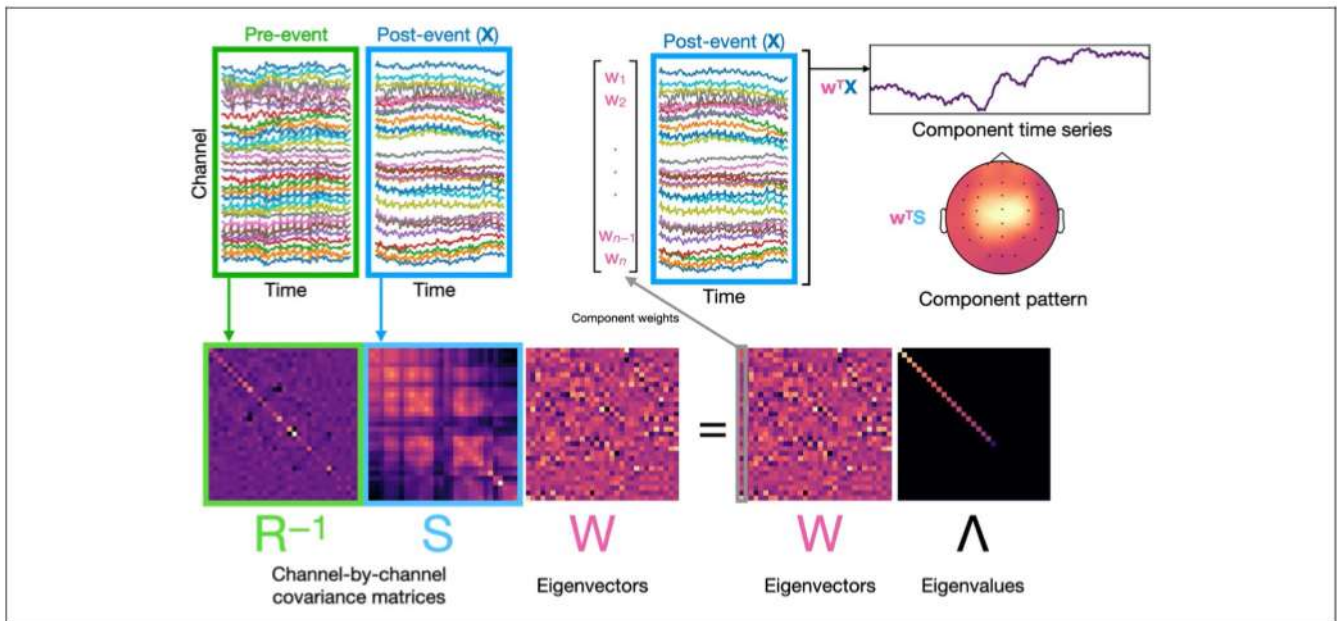 Pre-event
Post-event (X)
Channel
Time
Time
w₁
w₂
.
.
.
wₙ₋₁
wₙ
Post-event (X)
Time
wᵀX
Component time series
wᵀS
Component pattern
Component weights
=
R⁻¹
S
W
W
Λ
Channel-by-channel
covariance matrices
Eigenvectors
Eigenvectors
Eigenvalues